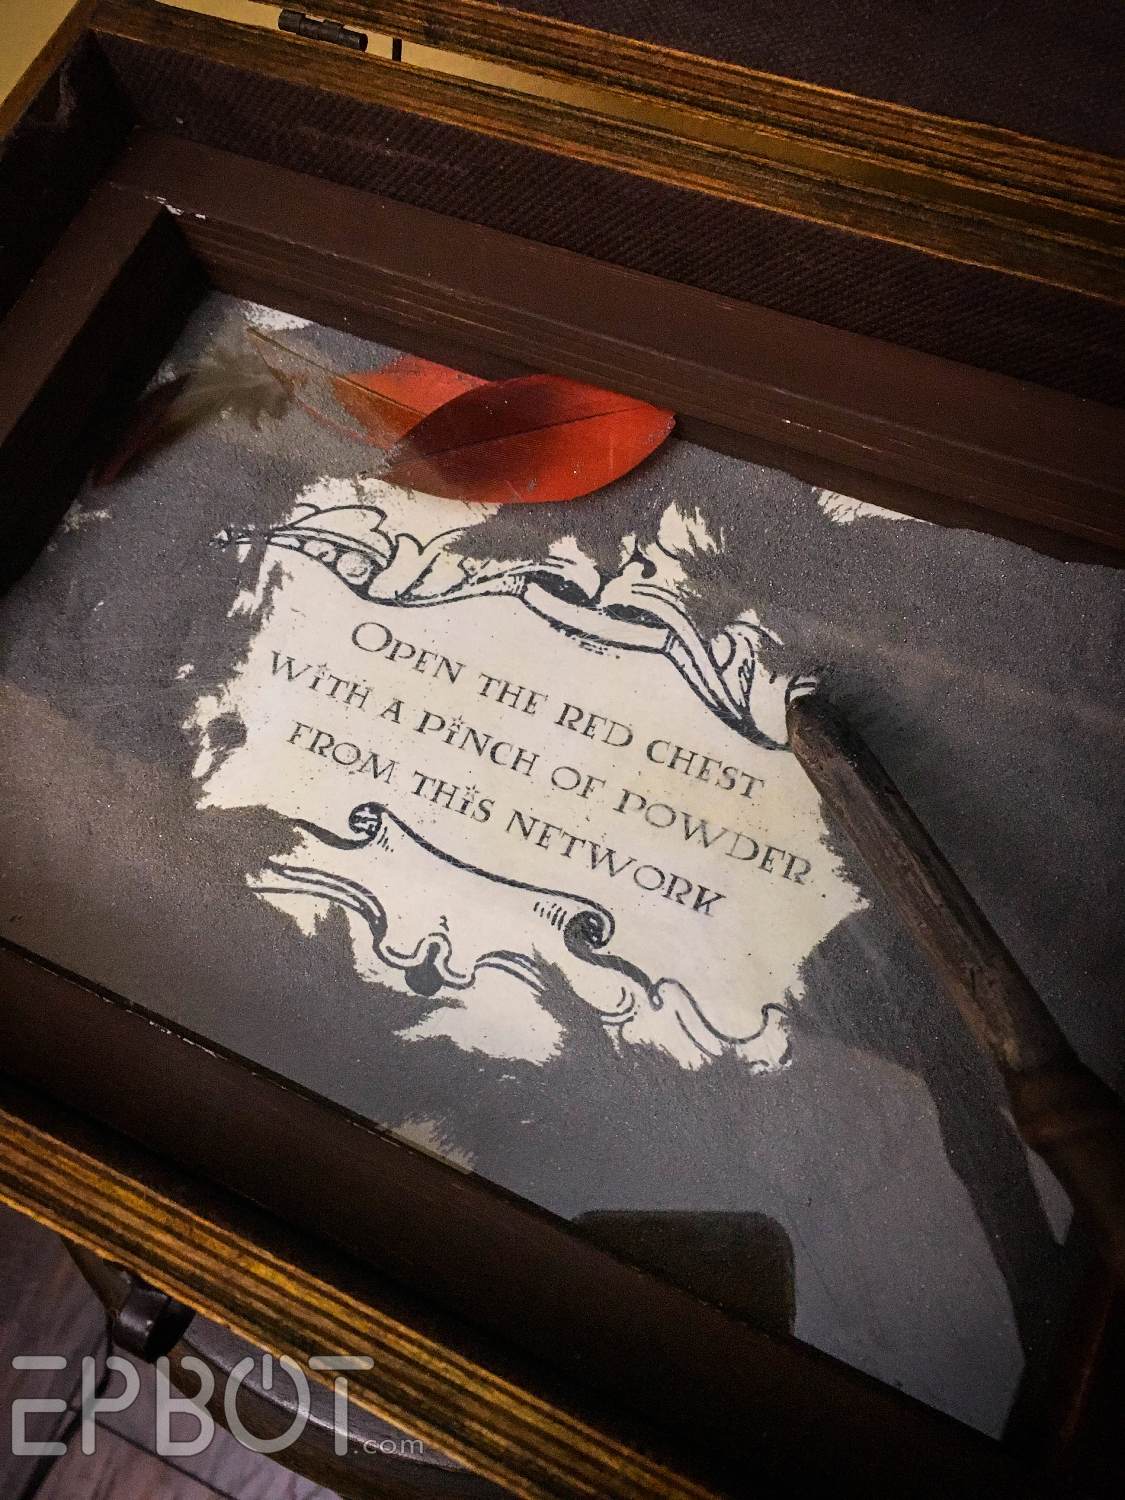 Open the red chest
with a pinch of powder
from this network
EPBOT.com